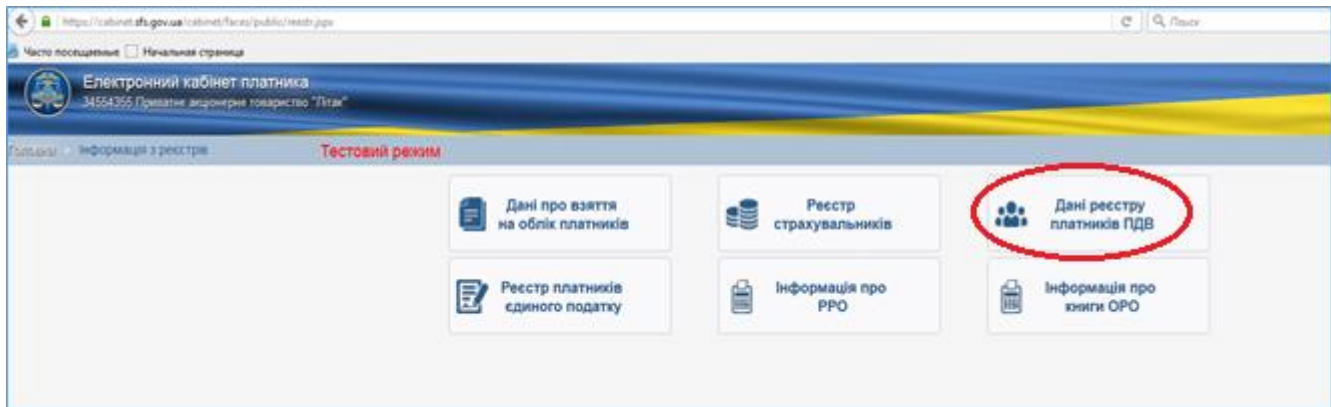 https://cabinet.sfs.gov.ua/cabinet/faces/public/reestr.jspx
Поиск
Часто посещаемые Начальная страница
Електронний кабінет платника
34554355 Приватне акціонерне товариство "Літак"
Головна > Інформація з реєстрів
Тестовий режим
Дані про взяття
на облік платників
Реєстр
страхувальників
Дані реєстру
платників ПДВ
Реєстр платників
єдиного податку
Інформація про
РРО
Інформація про
книги ОРО